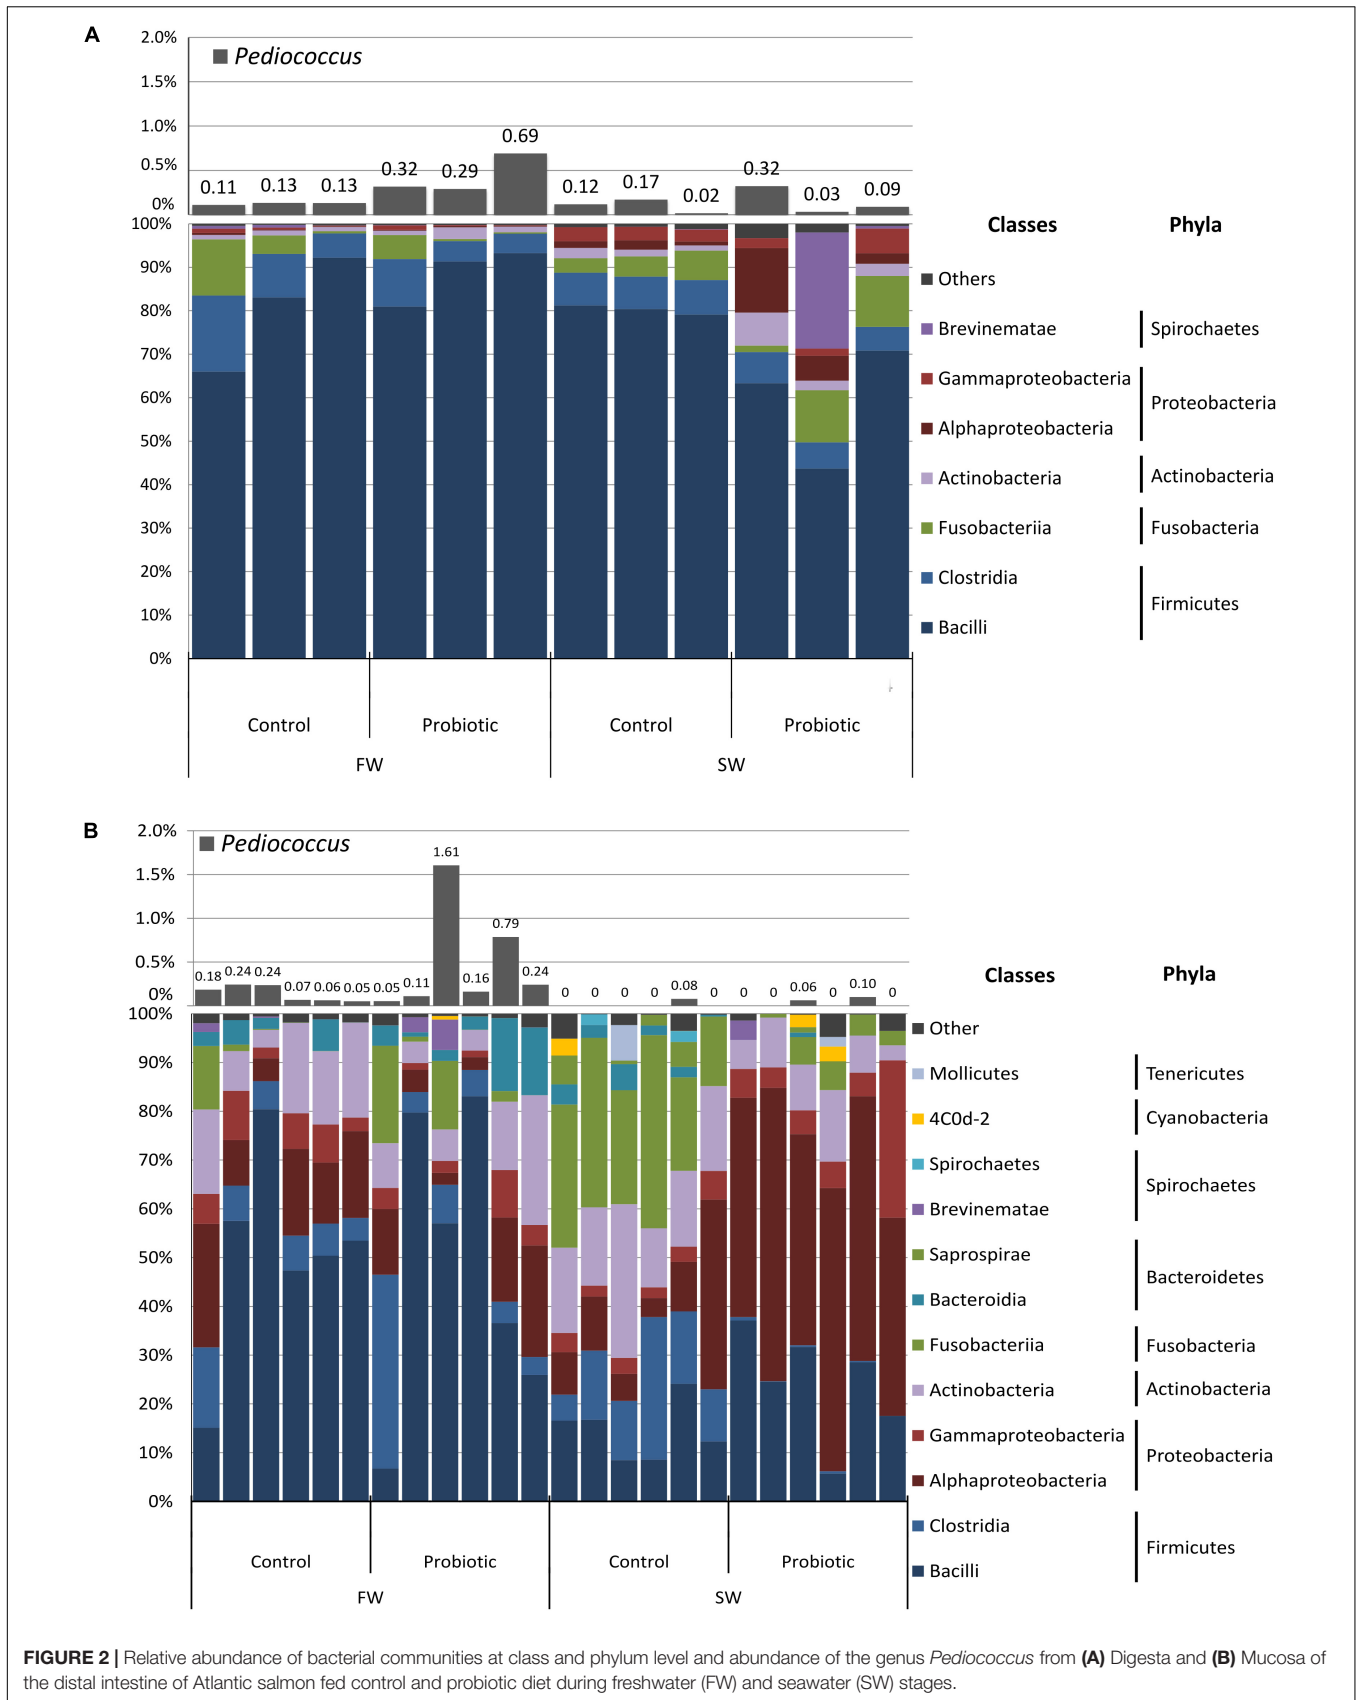 A
2.0%
Pediococcus
1.5%
1.0%
0.69
0.5%
0.32
0.29
0.32
0.11
0.13
0.13
0.12
0.17
0.02
0.03
0.09
0%
100%
90%
80%
70%
60%
50%
40%
30%
20%
10%
0%
Classes
Phyla
Others
Brevinematae
Spirochaetes
Gammaproteobacteria
Proteobacteria
Alphaproteobacteria
Actinobacteria
Actinobacteria
Fusobacteriia
Fusobacteria
Clostridia
Firmicutes
Bacilli
Control
Probiotic
Control
Probiotic
FW
SW
B
2.0%
Pediococcus
1.61
1.5%
1.0%
0.79
0.5%
0.18
0.24
0.24
0.07
0.06
0.05
0.05
0.11
0.16
0.24
0
0
0
0
0.08
0
0
0
0.06
0
0.10
0
0%
100%
90%
80%
70%
60%
50%
40%
30%
20%
10%
0%
Classes
Phyla
Other
Mollicutes
Tenericutes
4C0d-2
Cyanobacteria
Spirochaetes
Spirochaetes
Brevinematae
Saprospirae
Bacteroidetes
Bacteroidia
Fusobacteriia
Fusobacteria
Actinobacteria
Actinobacteria
Gammaproteobacteria
Proteobacteria
Alphaproteobacteria
Clostridia
Firmicutes
Bacilli
Control
Probiotic
Control
Probiotic
FW
SW
FIGURE 2 | Relative abundance of bacterial communities at class and phylum level and abundance of the genus Pediococcus from (A) Digesta and (B) Mucosa of
the distal intestine of Atlantic salmon fed control and probiotic diet during freshwater (FW) and seawater (SW) stages.